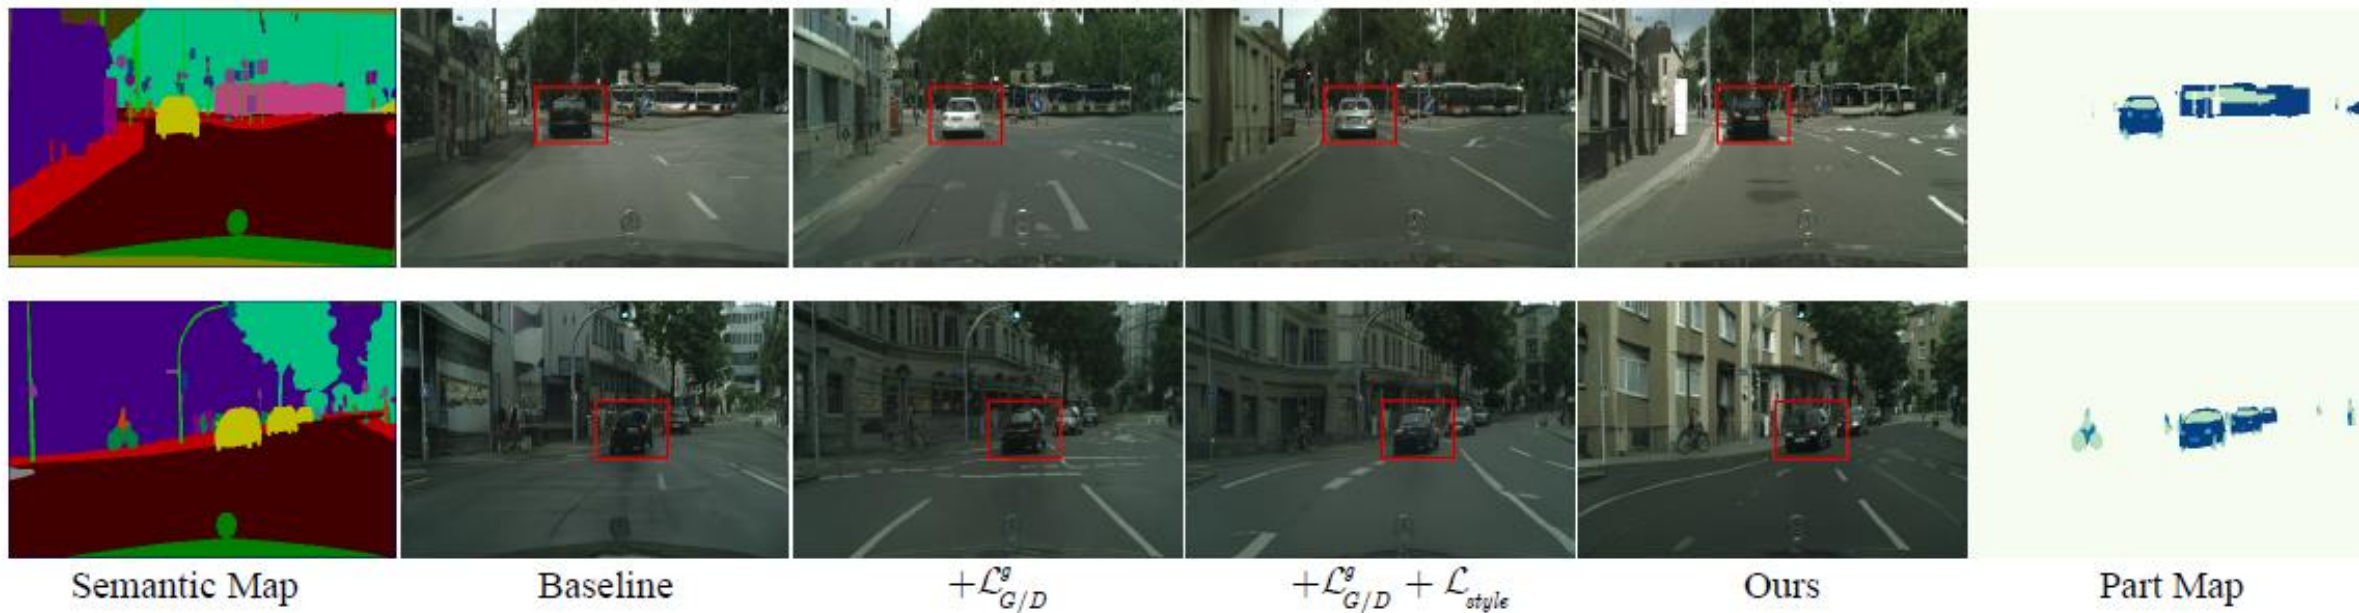 Semantic Map Baseline +ℒ^g_{G/D} +ℒ^g_{G/D} + ℒ_{style} Ours Part Map